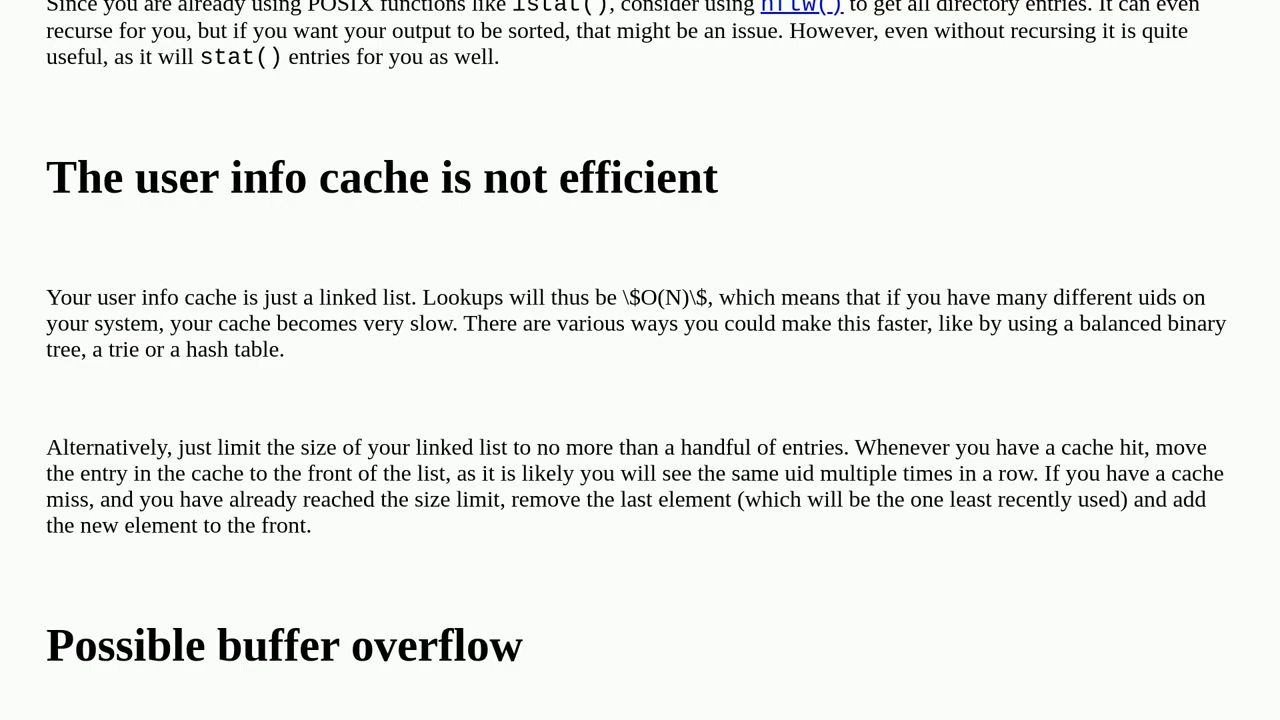 Since you are already using POSIX functions like lstat(), consider using nftw() to get all directory entries. It can even
recurse for you, but if you want your output to be sorted, that might be an issue. However, even without recursing it is quite
useful, as it will stat() entries for you as well.
The user info cache is not efficient
Your user info cache is just a linked list. Lookups will thus be \$O(N)\$, which means that if you have many different uids on
your system, your cache becomes very slow. There are various ways you could make this faster, like by using a balanced binary
tree, a trie or a hash table.
Alternatively, just limit the size of your linked list to no more than a handful of entries. Whenever you have a cache hit, move
the entry in the cache to the front of the list, as it is likely you will see the same uid multiple times in a row. If you have a cache
miss, and you have already reached the size limit, remove the last element (which will be the one least recently used) and add
the new element to the front.
Possible buffer overflow